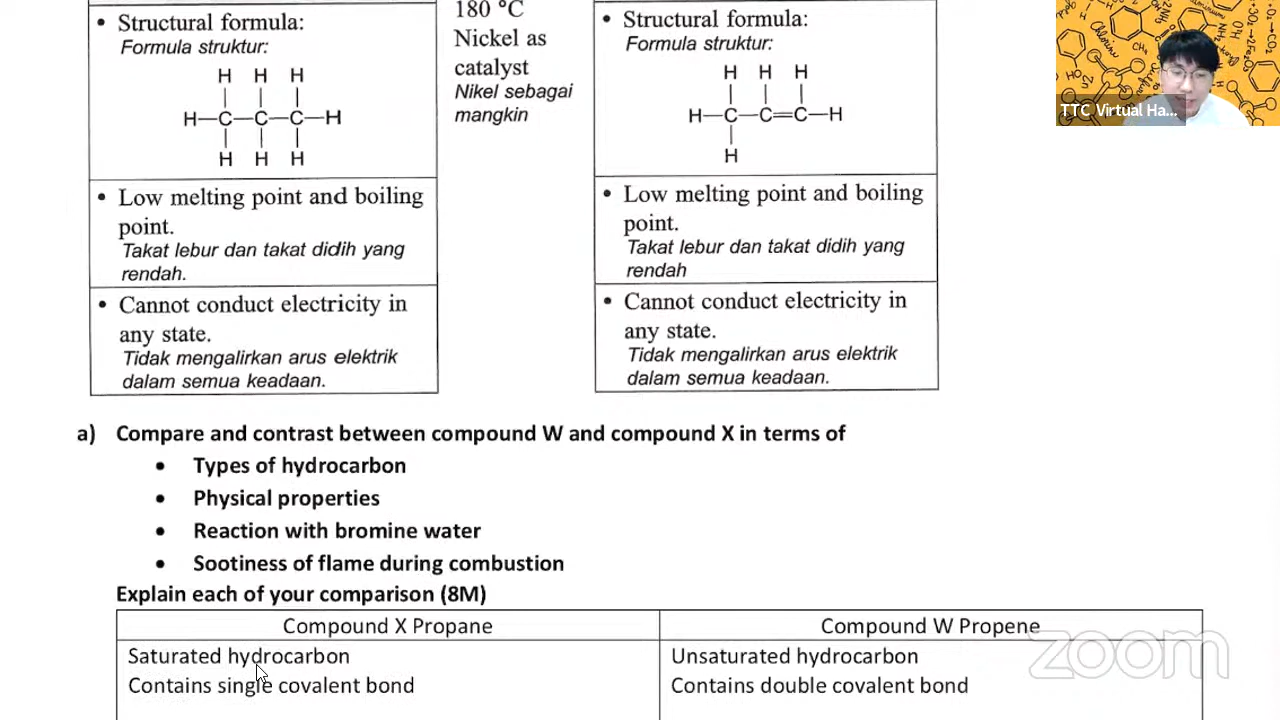 • Structural formula:
Formula struktur:
H H H
H—C—C—C—H
H H H
180 °C
Nickel as
catalyst
Nikel sebagai
mangkin
• Structural formula:
Formula struktur:
H H H
H—C—C=C—H
H
• Low melting point and boiling
point.
Takat lebur dan takat didih yang
rendah.
• Low melting point and boiling
point.
Takat lebur dan takat didih yang
rendah
• Cannot conduct electricity in
any state.
Tidak mengalirkan arus elektrik
dalam semua keadaan.
• Cannot conduct electricity in
any state.
Tidak mengalirkan arus elektrik
dalam semua keadaan.
TTC Virtual Ha...
a) Compare and contrast between compound W and compound X in terms of
• Types of hydrocarbon
• Physical properties
• Reaction with bromine water
• Sootiness of flame during combustion
Explain each of your comparison (8M)
Compound X Propane
Compound W Propene
Saturated hydrocarbon
Contains single covalent bond
Unsaturated hydrocarbon
Contains double covalent bond
zoom